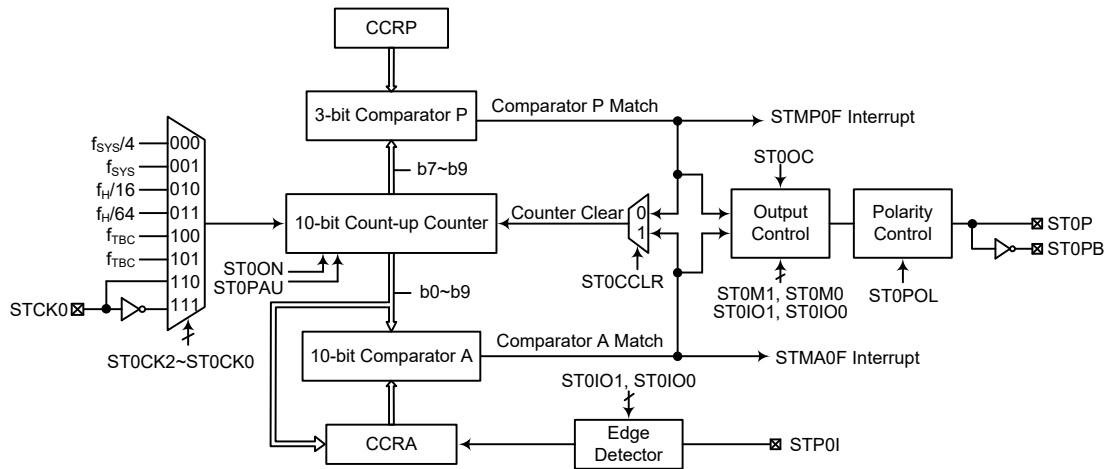 CCRP
3-bit Comparator P
Comparator P Match
STMP0F Interrupt
b7~b9
fSYS/4
000
fSYS
001
fH/16
010
fH/64
011
fTBC
100
fTBC
101
110
111
STCK0
ST0CK2~ST0CK0
10-bit Count-up Counter
ST0ON
ST0PAU
Counter Clear
0
1
ST0CCLR
ST0OC
Output
Control
ST0M1, ST0M0
ST0IO1, ST0IO0
Polarity
Control
ST0POL
ST0P
ST0PB
b0~b9
10-bit Comparator A
Comparator A Match
STMA0F Interrupt
ST0IO1, ST0IO0
CCRA
Edge
Detector
STP0I